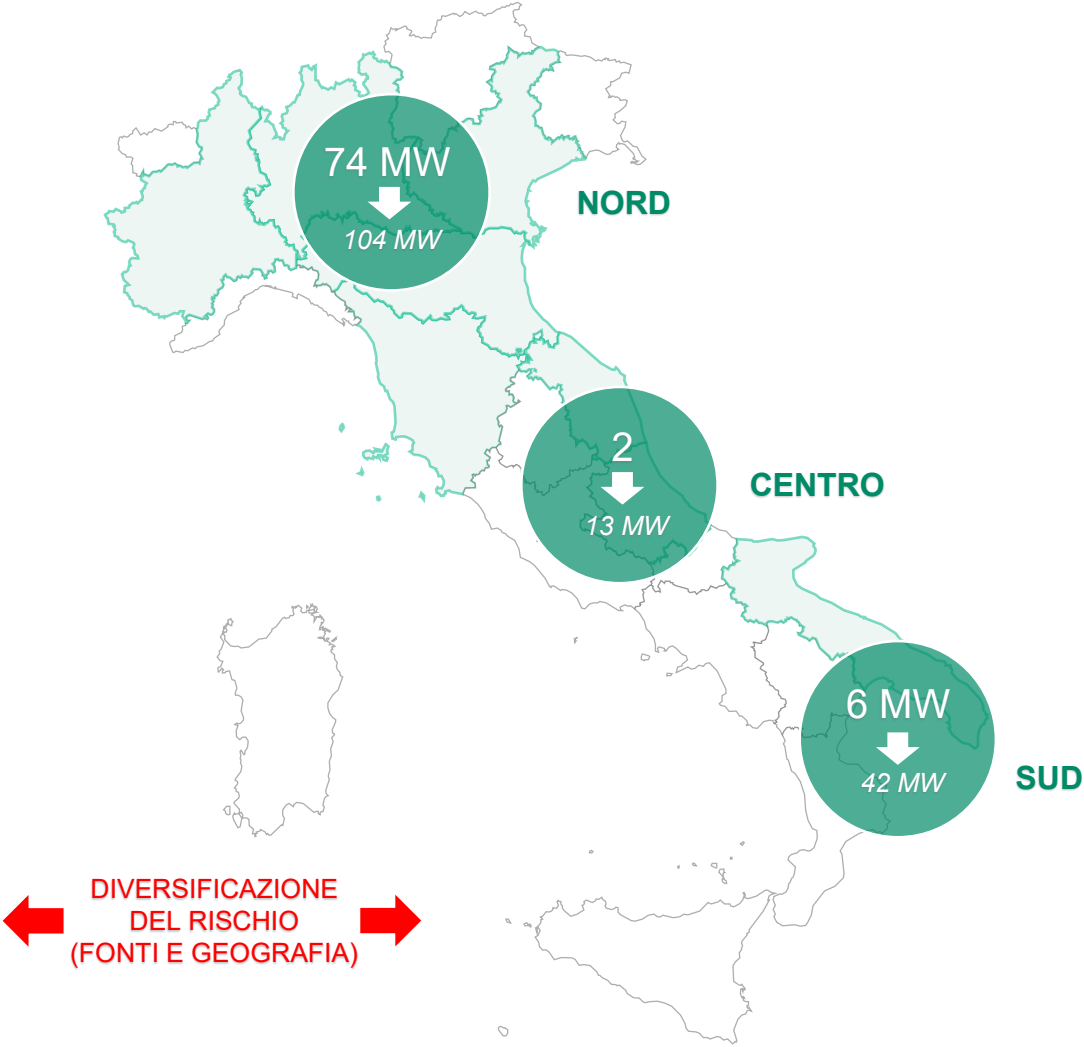 74 MW
104 MW
NORD
2
13 MW
CENTRO
6 MW
42 MW
SUD
DIVERSIFICAZIONE
DEL RISCHIO
(FONTI E GEOGRAFIA)